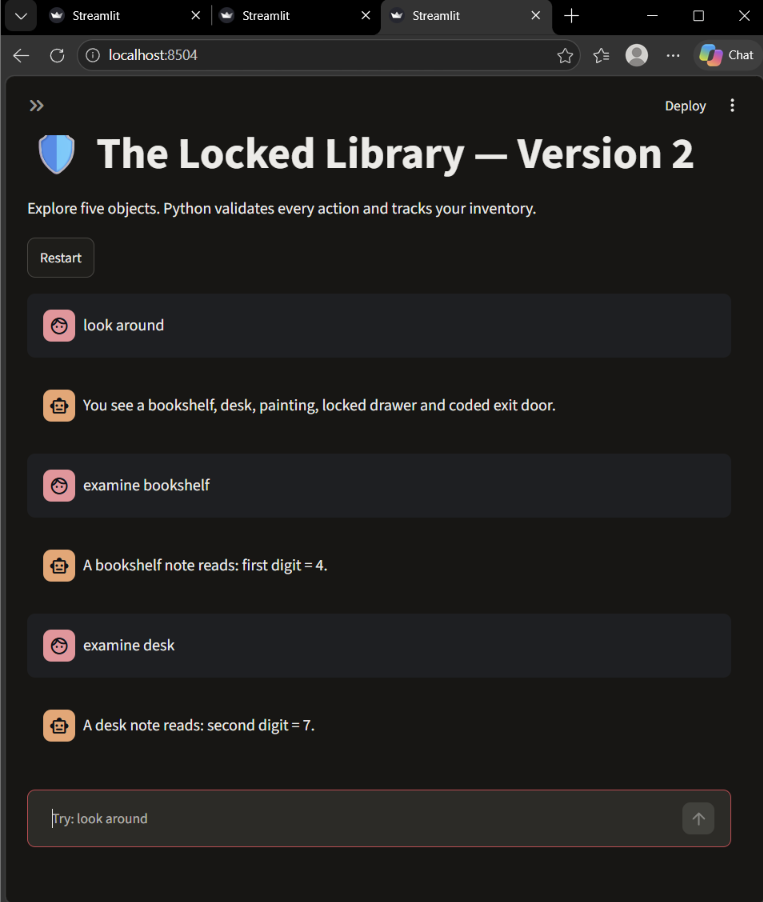 Streamlit
Streamlit
Streamlit
localhost:8504
Chat
Deploy
The Locked Library — Version 2
Explore five objects. Python validates every action and tracks your inventory.
Restart
look around
You see a bookshelf, desk, painting, locked drawer and coded exit door.
examine bookshelf
A bookshelf note reads: first digit = 4.
examine desk
A desk note reads: second digit = 7.
Try: look around